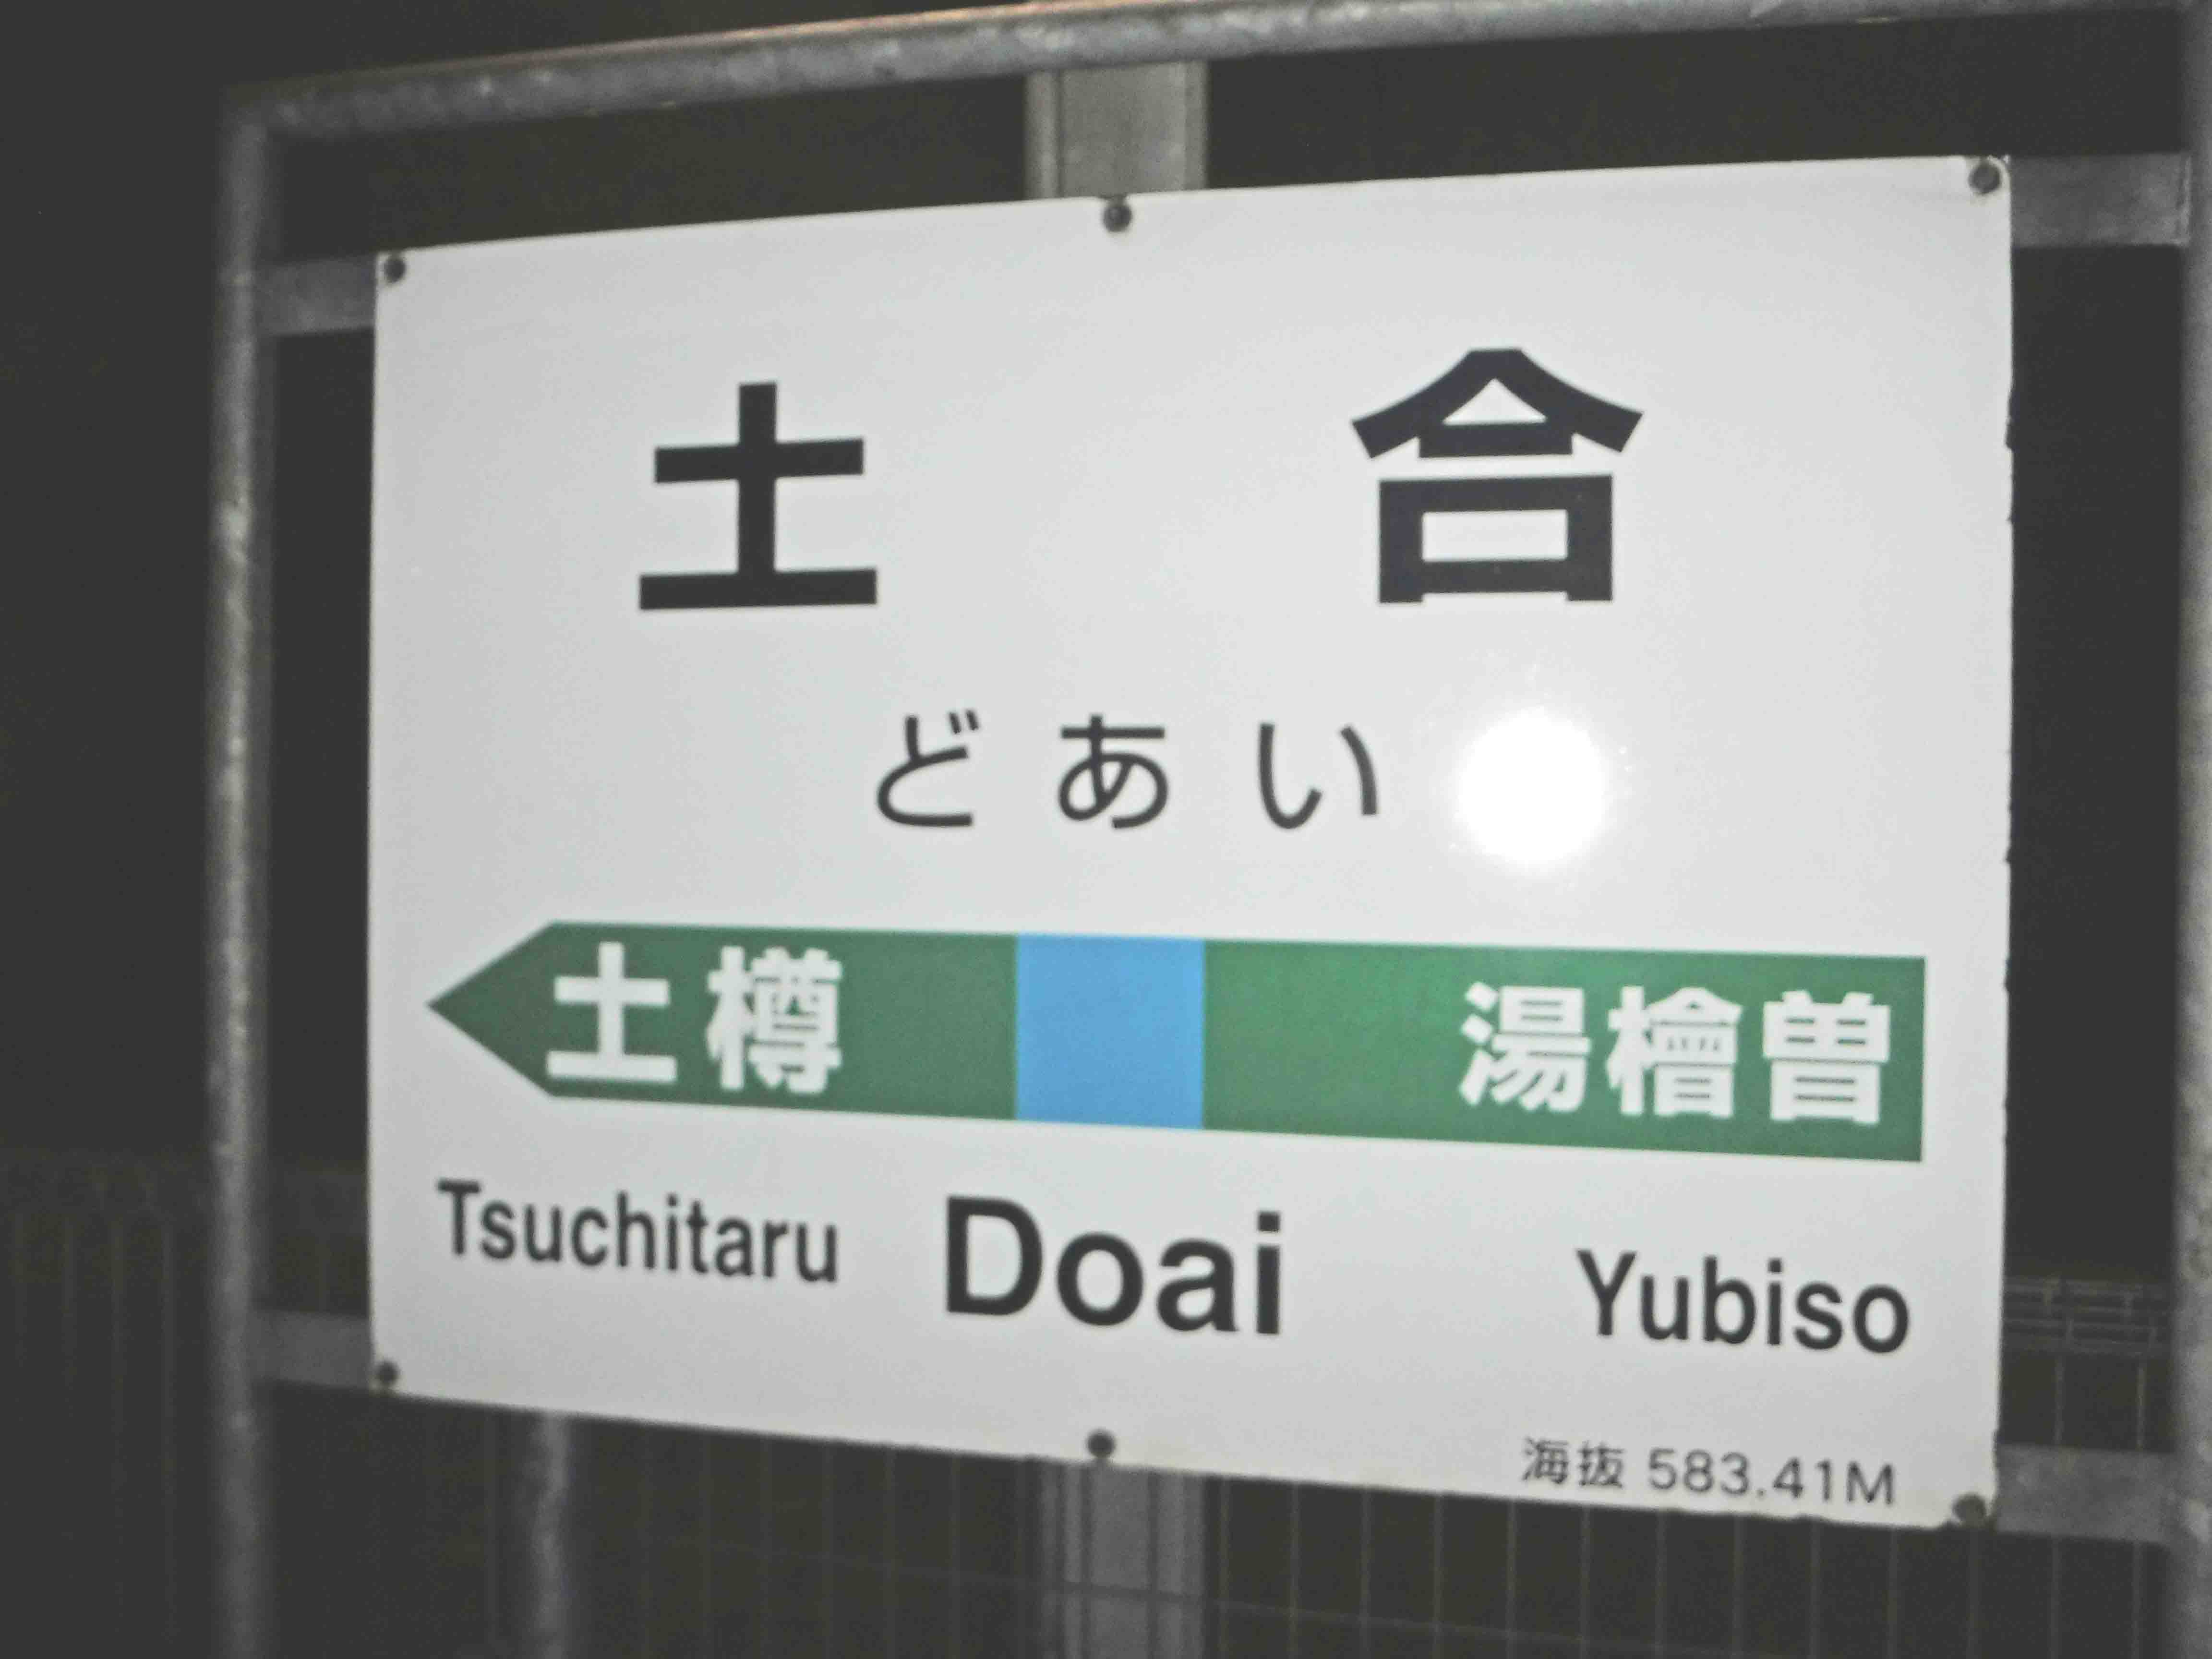 土合
どあい
土樽 湯檜曽
Tsuchitaru Doai Yubiso
海抜 583.41M